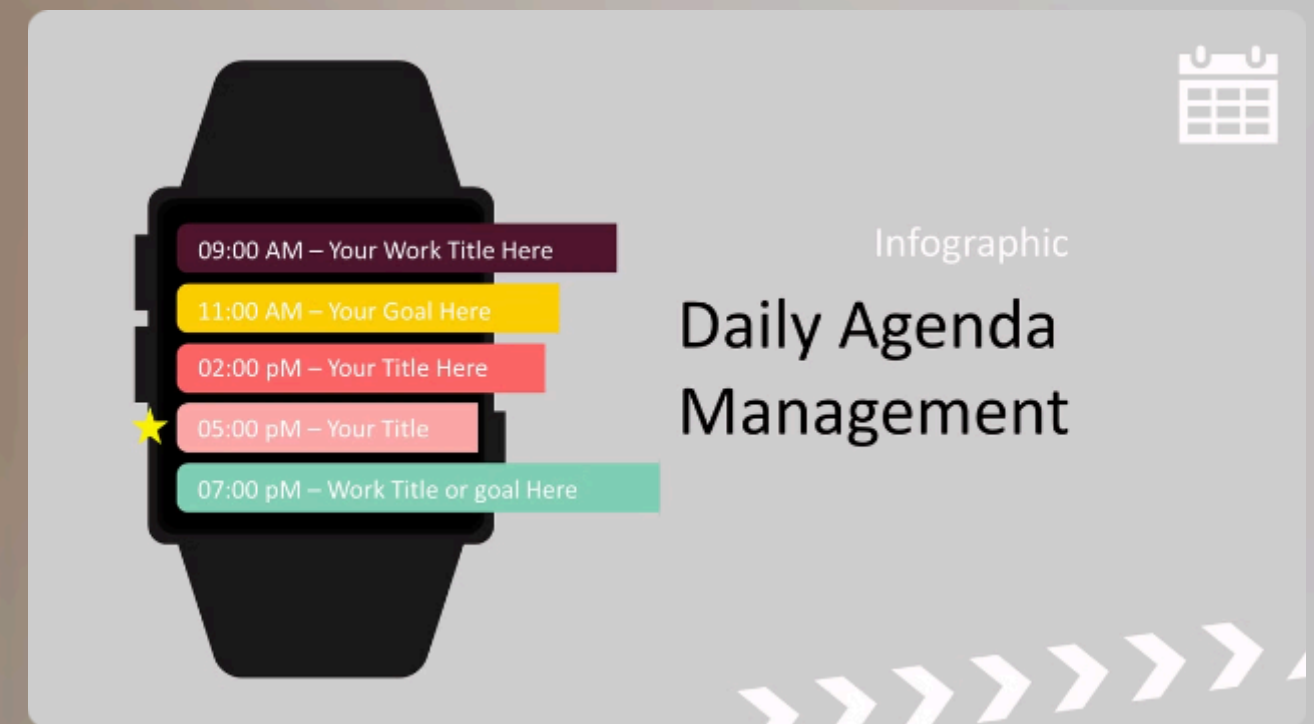 09:00 AM – Your Work Title Here
11:00 AM – Your Goal Here
02:00 pM – Your Title Here
05:00 pM – Your Title
07:00 pM – Work Title or goal Here
Infographic
Daily Agenda
Management